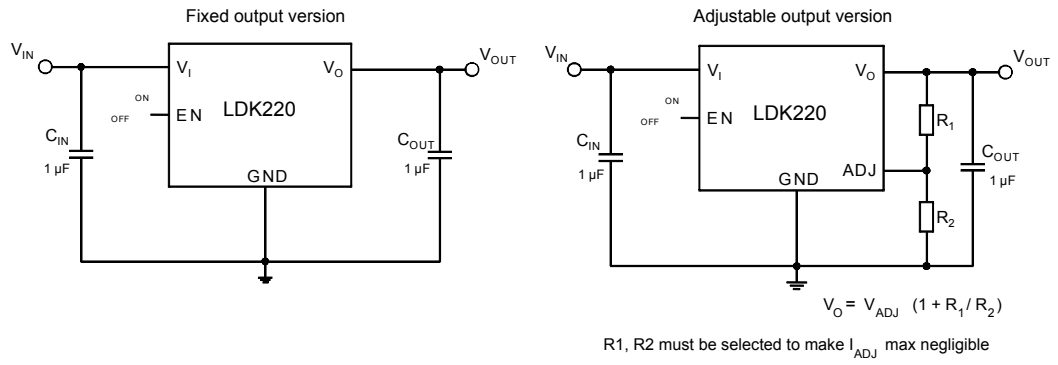 Fixed output version
V_IN
V_OUT
V_I
V_O
ON
OFF
EN
LDK220
C_IN
1 µF
C_OUT
1 µF
GND
Adjustable output version
V_IN
V_OUT
V_I
V_O
ON
OFF
EN
LDK220
R_1
C_IN
1 µF
C_OUT
1 µF
ADJ
GND
R_2
V_O = V_ADJ (1 + R_1 / R_2)
R1, R2 must be selected to make I_ADJ max negligible